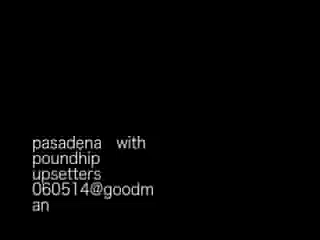 pasadena with
poundhip
upsetters
060514@goodm
an